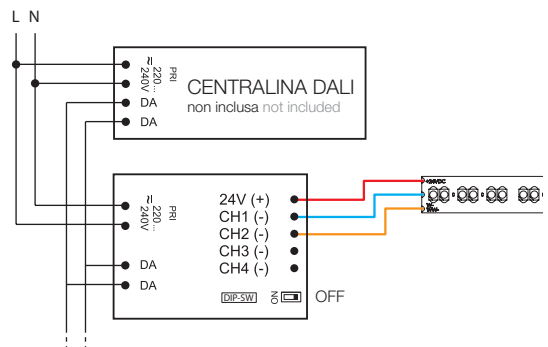 L N
≂ 220... 240V
PRI
DA
DA
CENTRALINA DALI
non inclusa not included
≂ 220... 240V
PRI
DA
DA
24V (+)
CH1 (-)
CH2 (-)
CH3 (-)
CH4 (-)
DIP-SW
ON
OFF
+24VDC